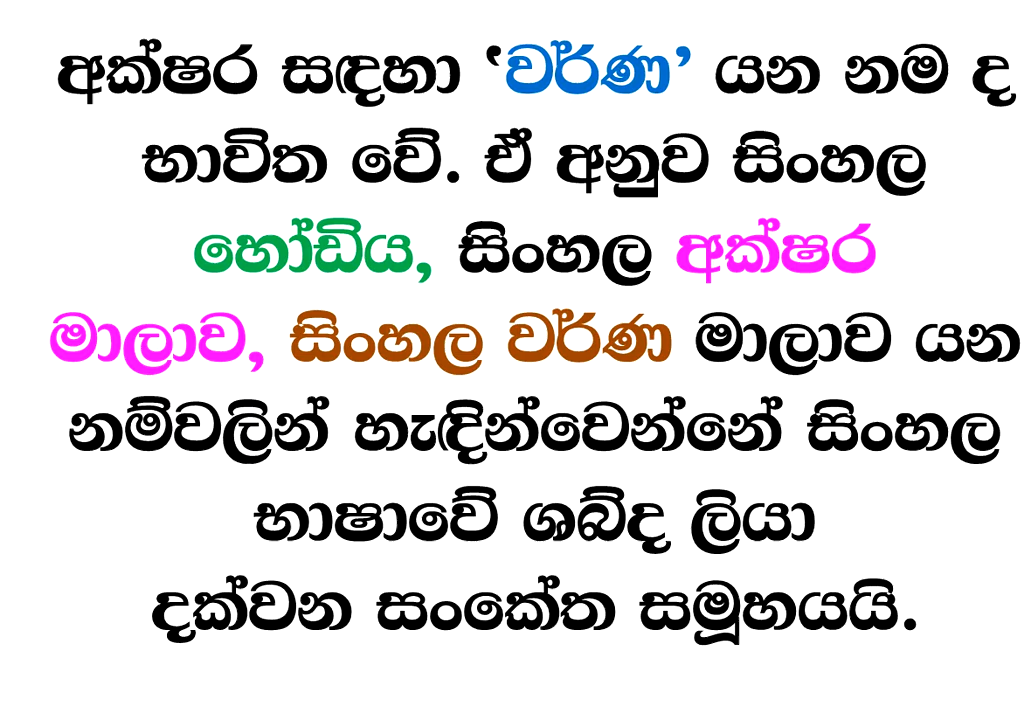 අක්ෂර සඳහා ‘වර්ණ’ යන නම ද
භාවිත වේ. ඒ අනුව සිංහල
හෝඩිය, සිංහල අක්ෂර
මාලාව, සිංහල වර්ණ මාලාව යන
නම්වලින් හැඳින්වෙන්නේ සිංහල
භාෂාවේ ශබ්ද ලියා
දක්වන සංකේත සමූහයයි.